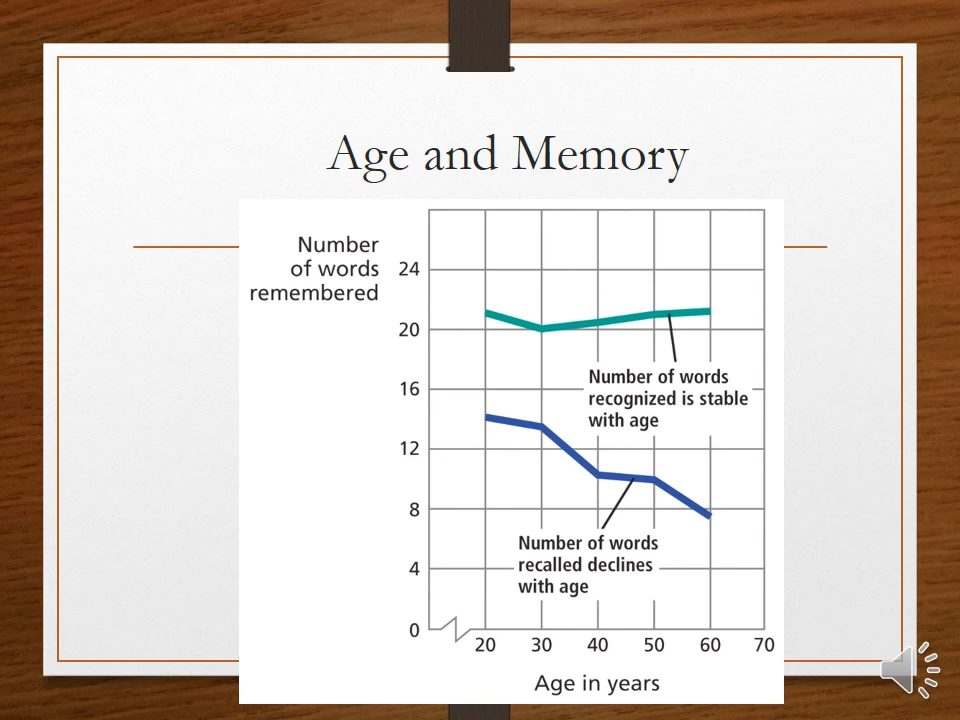 Age and Memory
Number
of words
remembered
24
20
16
12
8
4
0
Number of words
recognized is stable
with age
Number of words
recalled declines
with age
20 30 40 50 60 70
Age in years